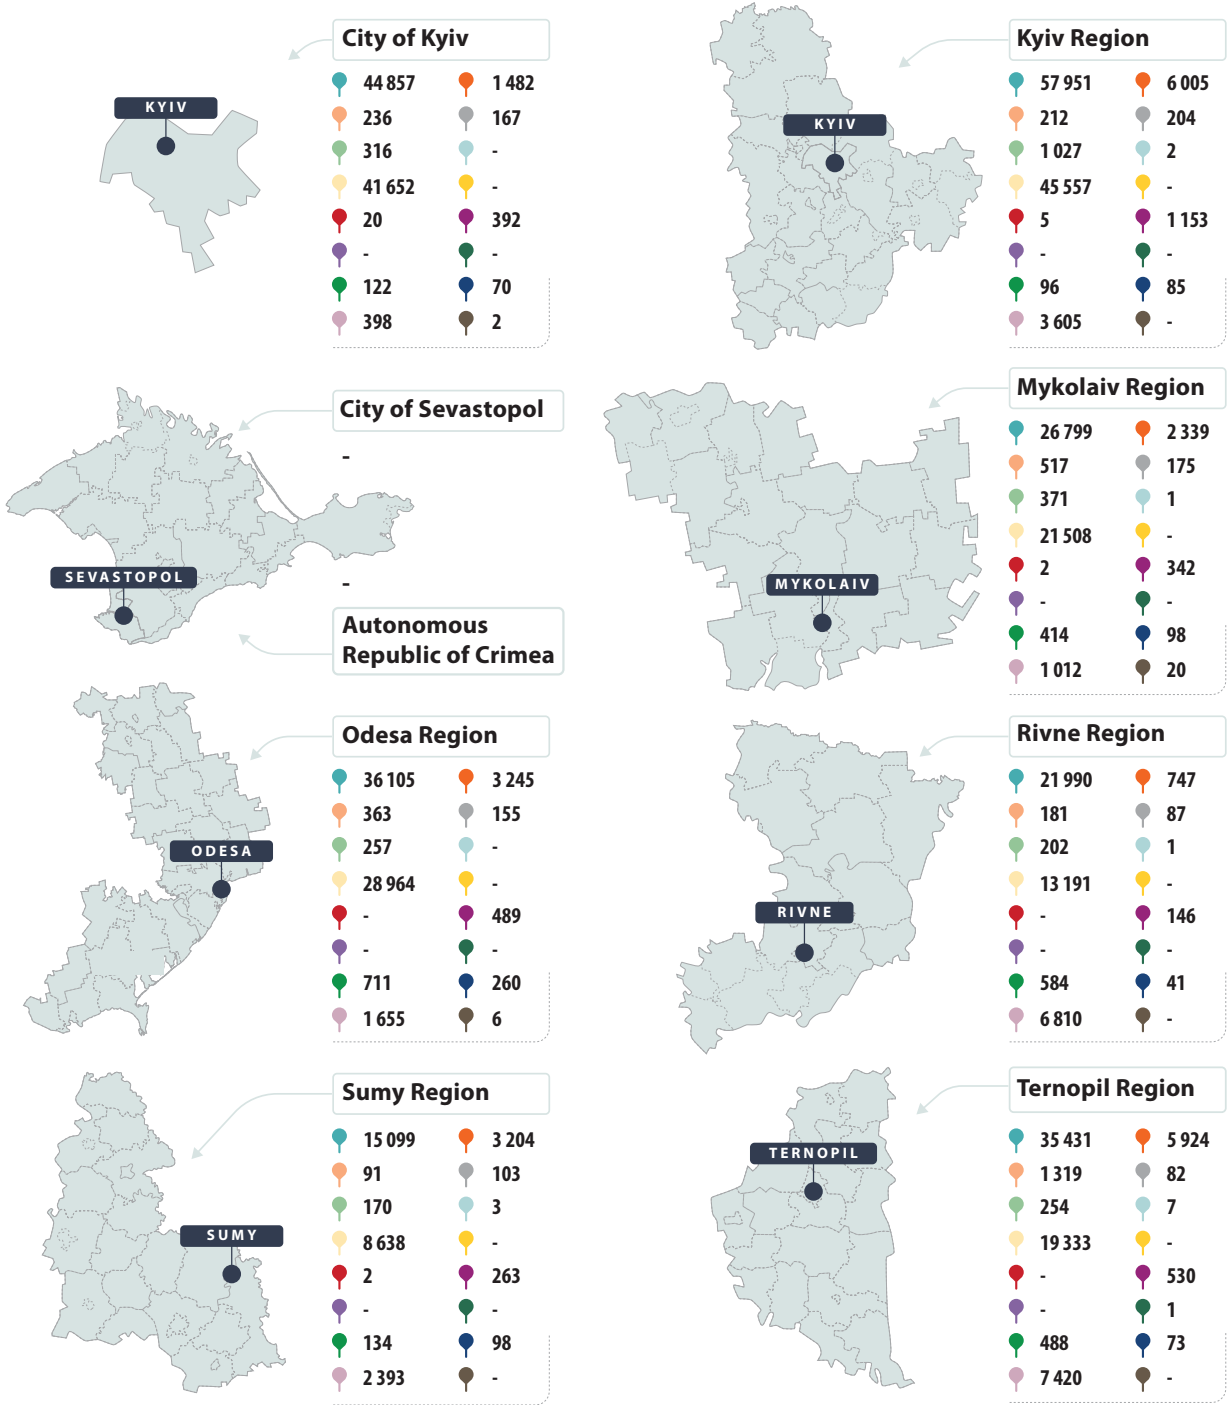 City of Kyiv
KYIV
44 857 1 482
236 167
316 -
41 652 -
20 392
- -
122 70
398 2
Kyiv Region
KYIV
57 951 6 005
212 204
1 027 2
45 557 -
5 1 153
- -
96 85
3 605 -
City of Sevastopol
-
SEVASTOPOL
-
Autonomous
Republic of Crimea
Mykolaiv Region
MYKOLAIV
26 799 2 339
517 175
371 1
21 508 -
2 342
- -
414 98
1 012 20
Odesa Region
ODESA
36 105 3 245
363 155
257 -
28 964 -
- 489
- -
711 260
1 655 6
Rivne Region
RIVNE
21 990 747
181 87
202 1
13 191 -
- 146
- -
584 41
6 810 -
Sumy Region
SUMY
15 099 3 204
91 103
170 3
8 638 -
2 263
- -
134 98
2 393 -
Ternopil Region
TERNOPIL
35 431 5 924
1 319 82
254 7
19 333 -
- 530
- 1
488 73
7 420 -